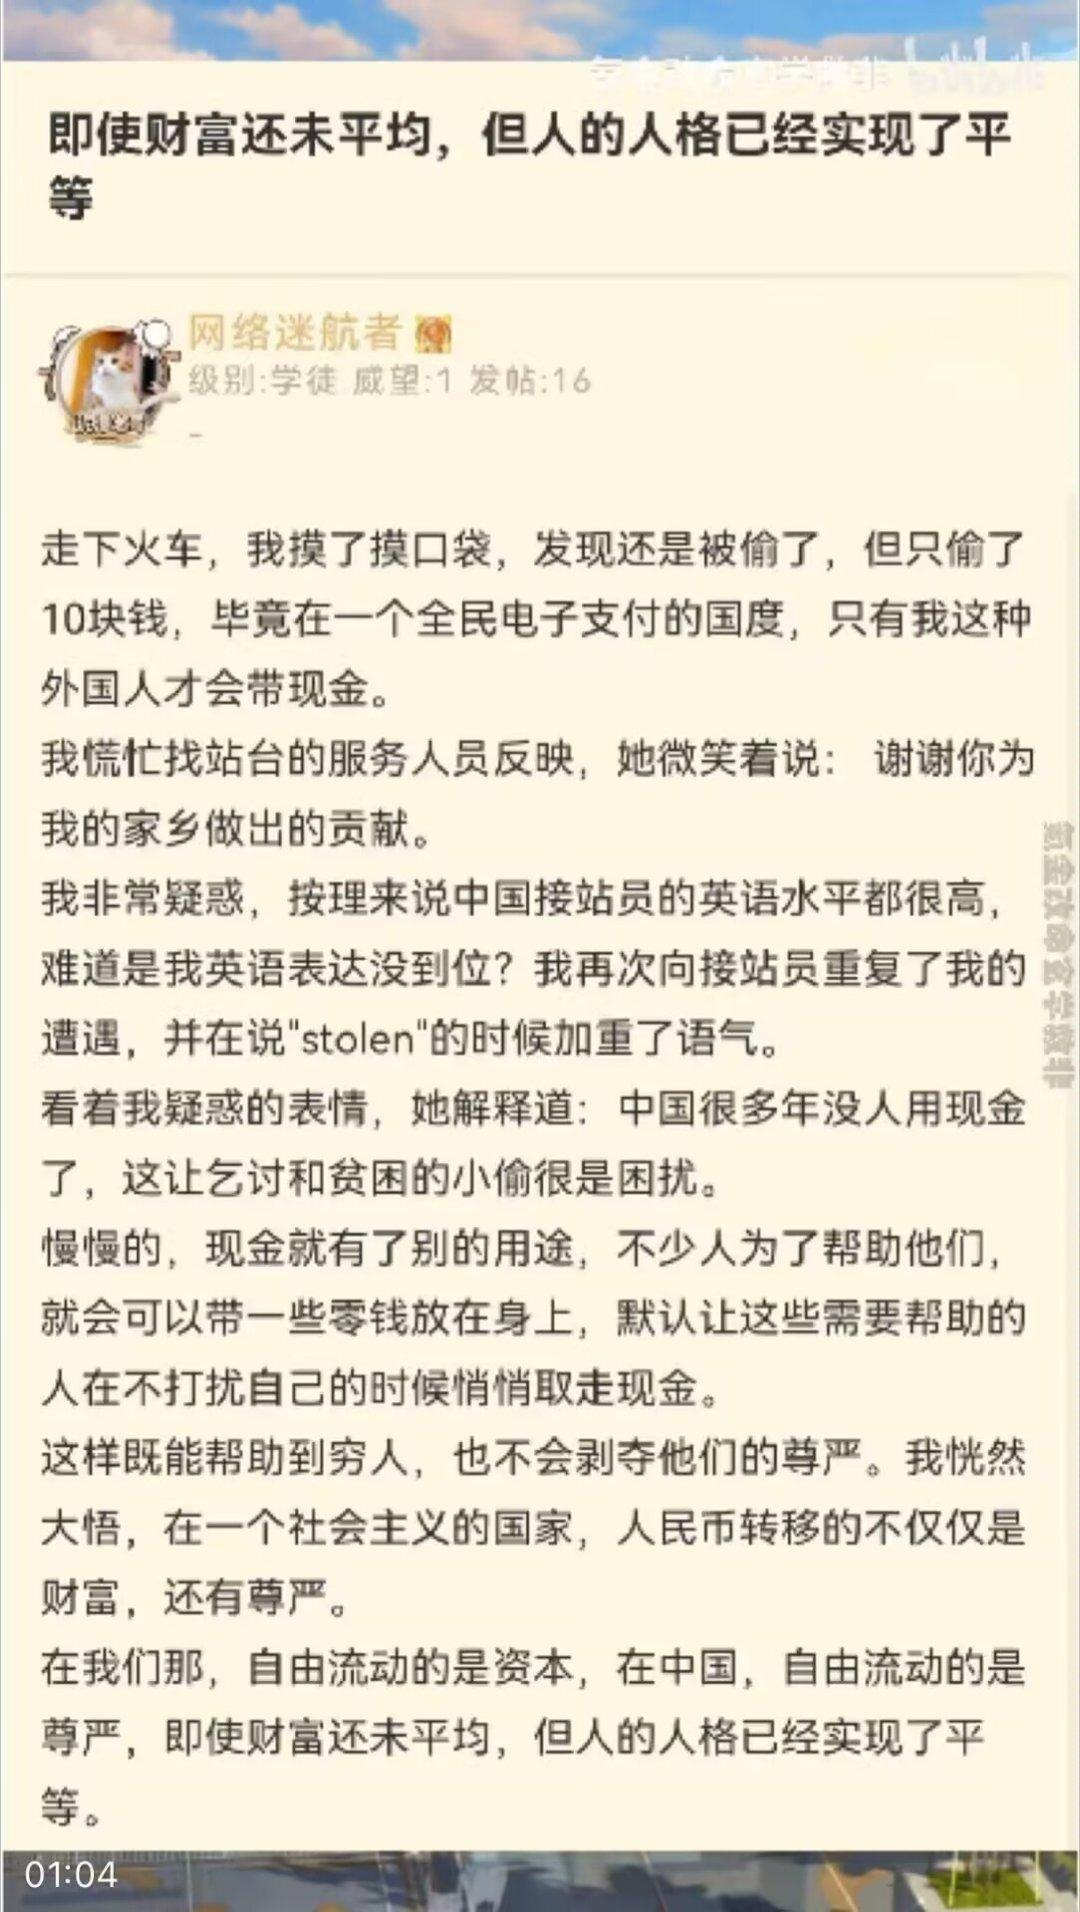 即使财富还未平均，但人的人格已经实现了平
等
网络迷航者
级别:学徒 威望:1 发帖:16
走下火车，我摸了摸口袋，发现还是被偷了，但只偷了
10块钱，毕竟在一个全民电子支付的国度，只有我这种
外国人才会带现金。
我慌忙找站台的服务人员反映，她微笑着说： 谢谢你为
我的家乡做出的贡献。
我非常疑惑，按理来说中国接站员的英语水平都很高，
难道是我英语表达没到位？我再次向接站员重复了我的
遭遇，并在说"stolen"的时候加重了语气。
看着我疑惑的表情，她解释道：中国很多年没人用现金
了，这让乞讨和贫困的小偷很是困扰。
慢慢的，现金就有了别的用途，不少人为了帮助他们，
就会可以带一些零钱放在身上，默认让这些需要帮助的
人在不打扰自己的时候悄悄取走现金。
这样既能帮助到穷人，也不会剥夺他们的尊严。我恍然
大悟，在一个社会主义的国家，人民币转移的不仅仅是
财富，还有尊严。
在我们那，自由流动的是资本，在中国，自由流动的是
尊严，即使财富还未平均，但人的人格已经实现了平
等。
01:04